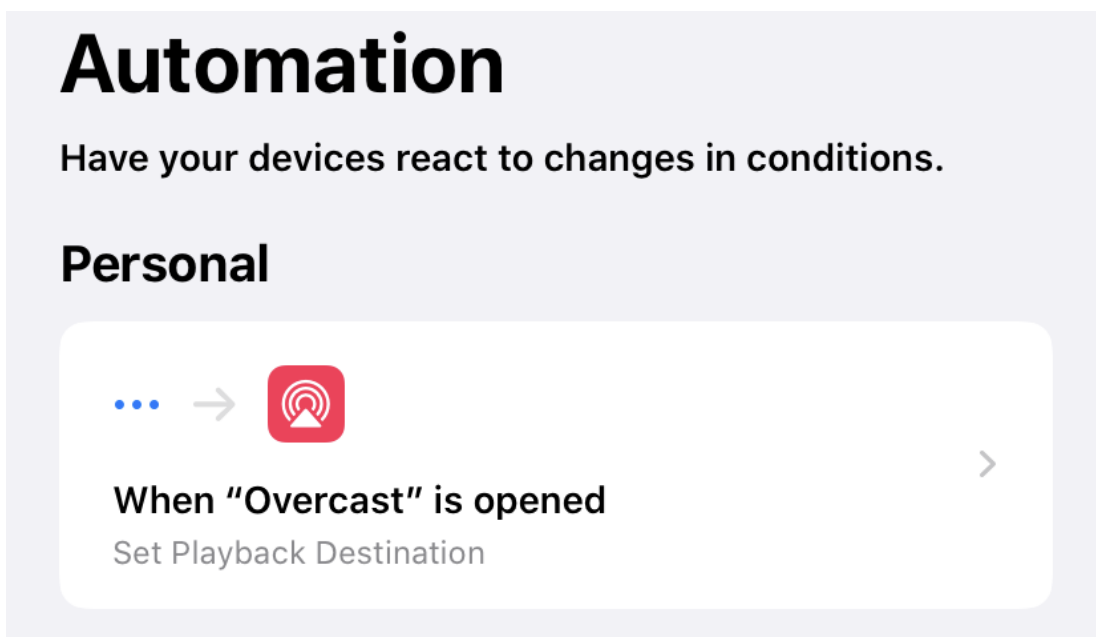 Automation
Have your devices react to changes in conditions.
Personal
When “Overcast” is opened
Set Playback Destination